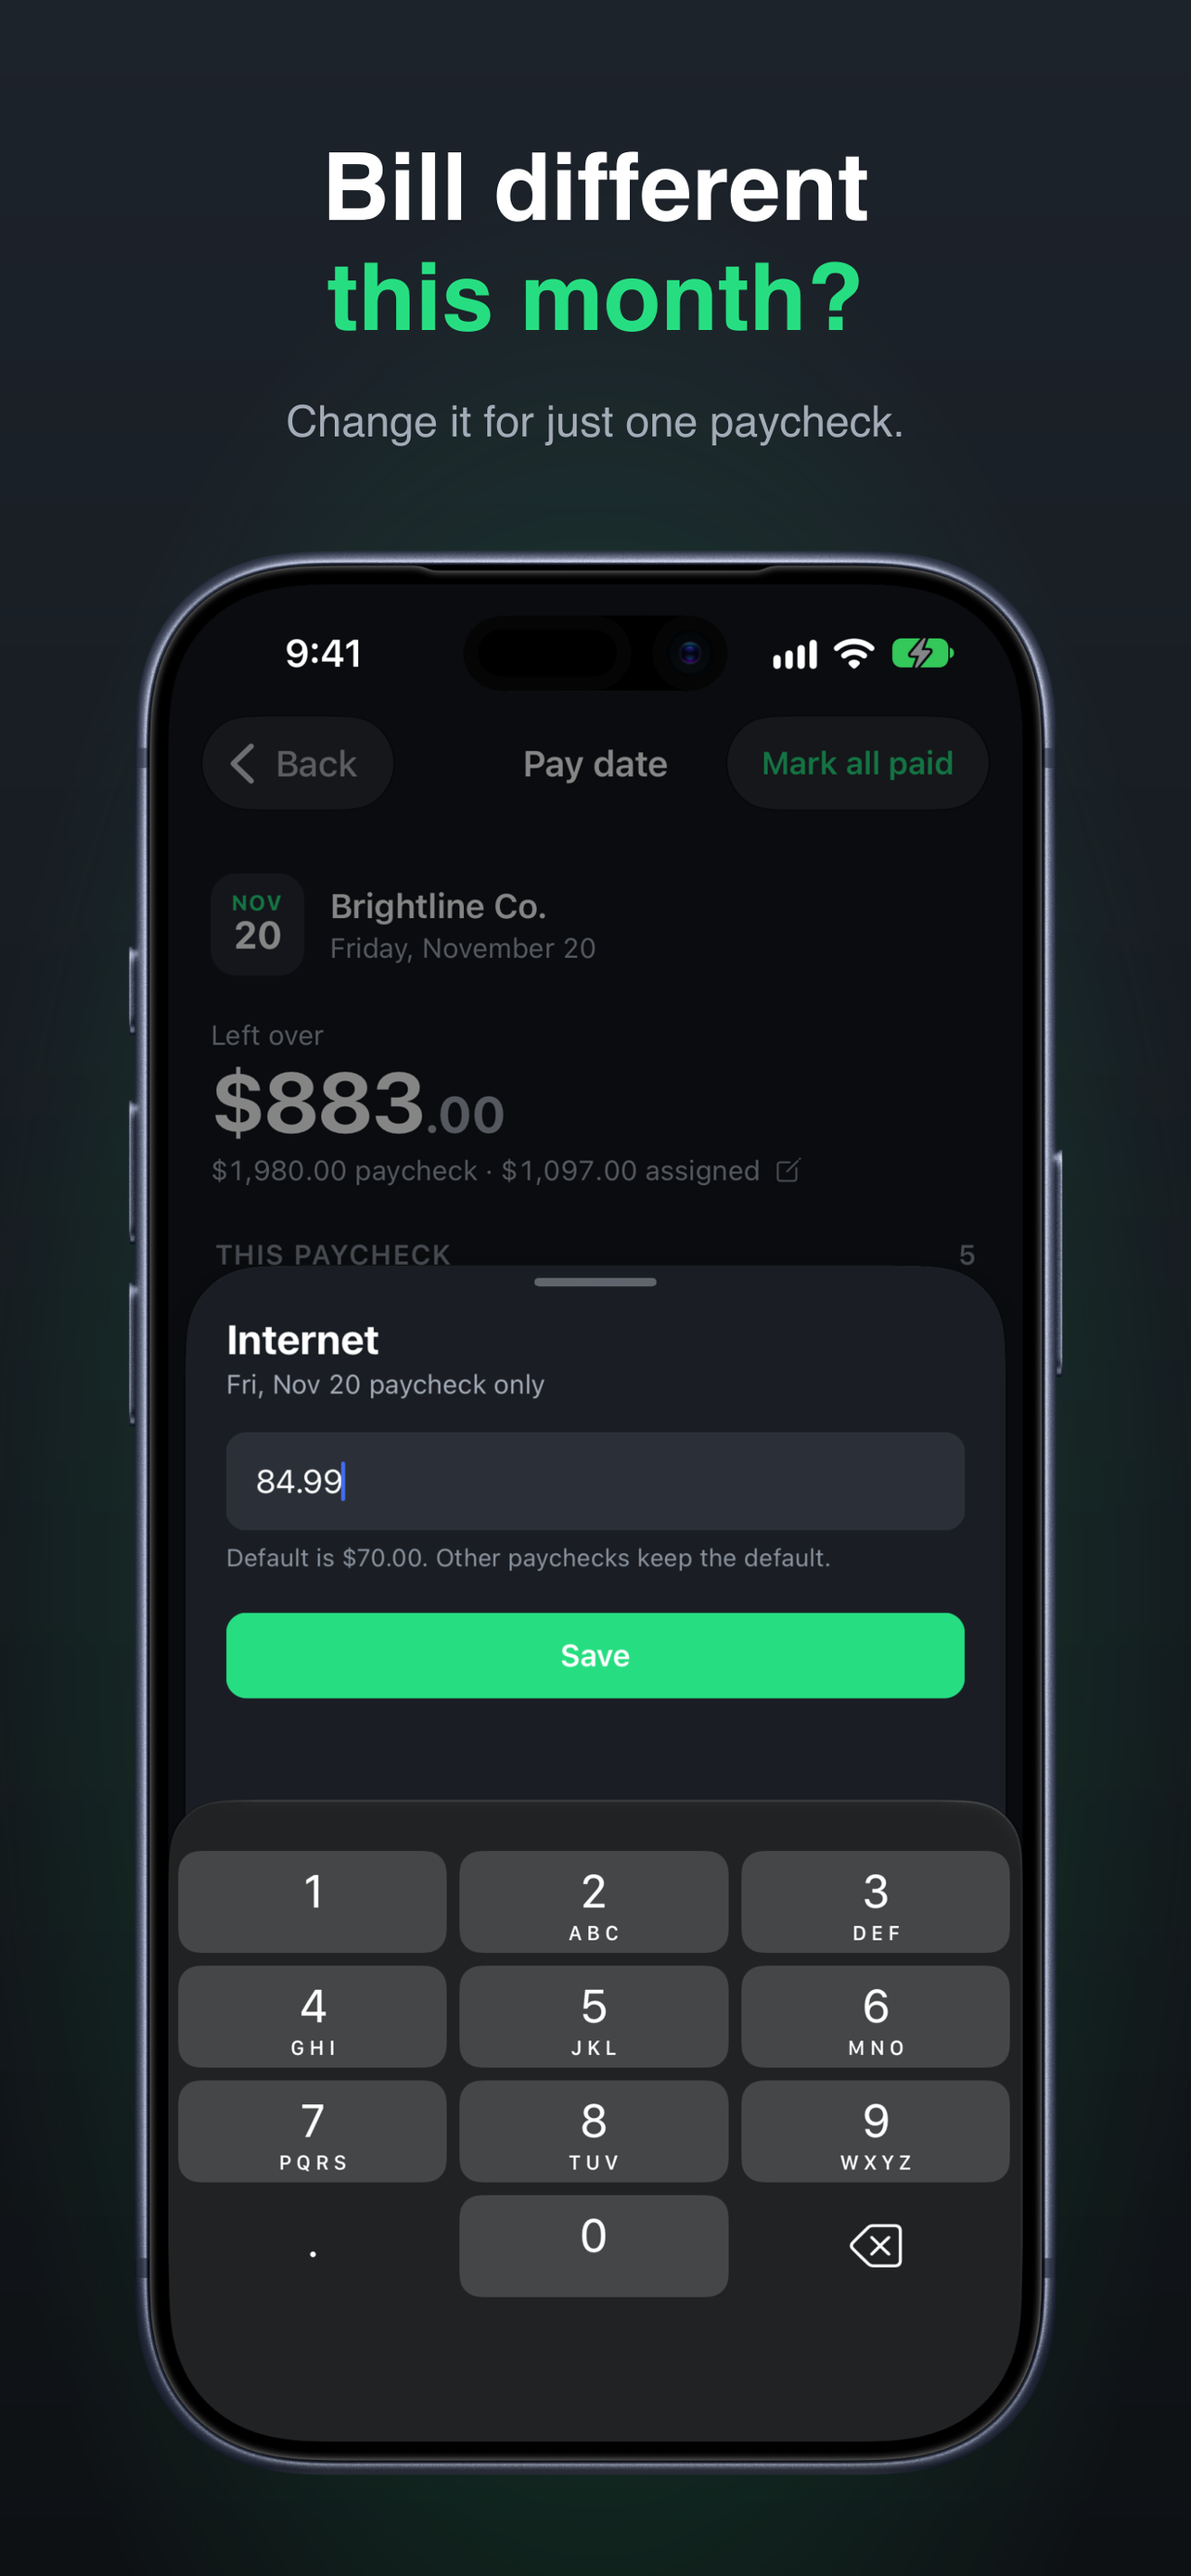 Bill different
this month?
Change it for just one paycheck.
9:41
Back
Pay date
Mark all paid
NOV
20
Brightline Co.
Friday, November 20
Left over
$883.00
$1,980.00 paycheck · $1,097.00 assigned
THIS PAYCHECK 5
Internet
Fri, Nov 20 paycheck only
84.99
Default is $70.00. Other paychecks keep the default.
Save
1 2 3
ABC DEF
4 5 6
GHI JKL MNO
7 8 9
PQRS TUV WXYZ
. 0